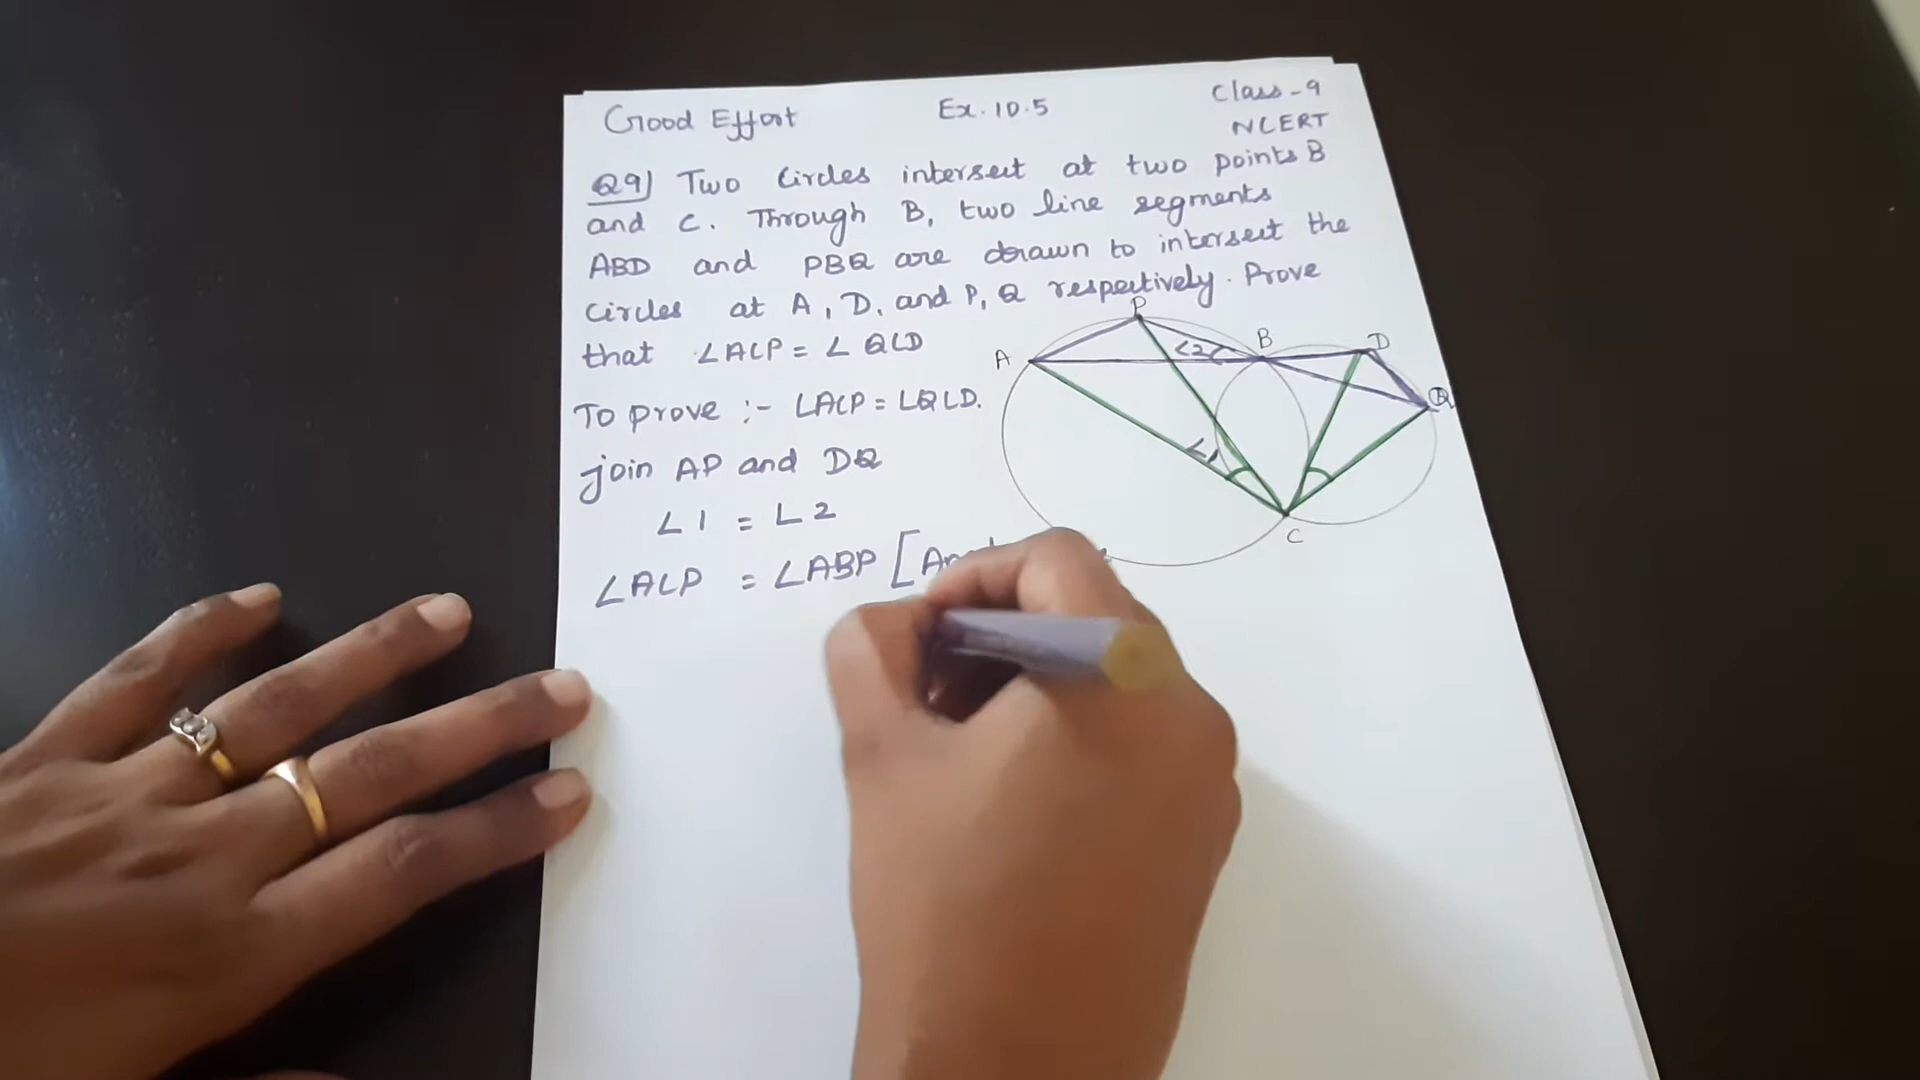 Good Effort Ex. 10.5 Class-9
NCERT
Q9) Two circles intersect at two points B
and C. Through B, two line segments
ABD and PBQ are drawn to intersect the
circles at A, D, and P, Q respectively. Prove
that ∠ACP = ∠QCD
To prove :- ∠ACP = ∠QCD.
join AP and DQ
∠1 = ∠2
∠ACP = ∠ABP [
P
A
∠2
B
D
Q
∠1
C